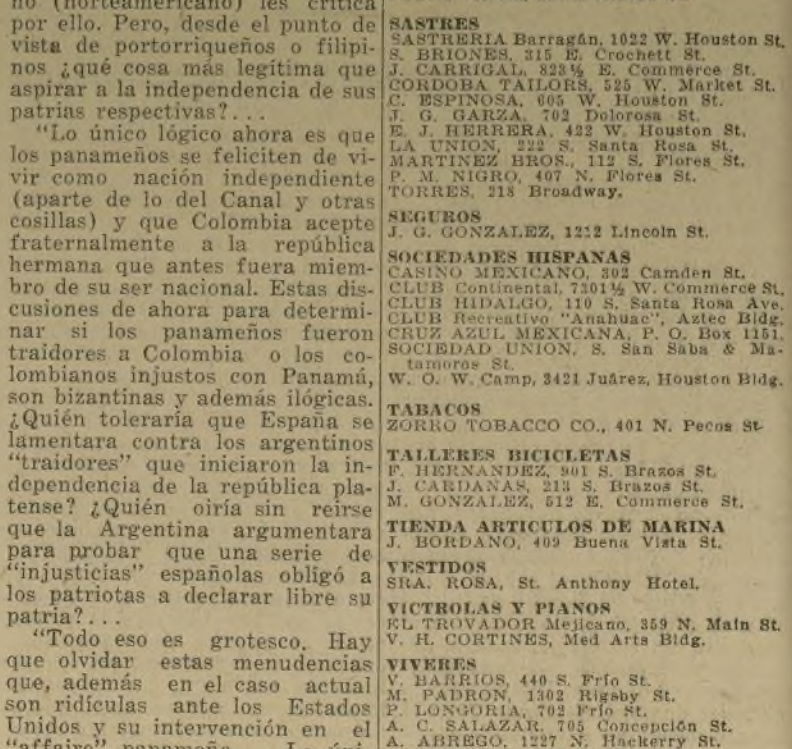 no (norteamericano) les critica
por ello. Pero, desde el punto de
vista de portorriqueños o filipi-
nos ¿qué cosa más legítima que
aspirar a la independencia de sus
patrias respectivas?...
“Lo único lógico ahora es que
los panameños se feliciten de vi-
vir como nación independiente
(aparte de lo del Canal y otras
cosillas) y que Colombia acepte
fraternalmente a la república
hermana que antes fuera miem-
bro de su ser nacional. Estas dis-
cusiones de ahora para determi-
nar si los panameños fueron
traidores a Colombia o los co-
lombianos injustos con Panamá,
son bizantinas y además ilógicas.
¿Quién toleraría que España se
lamentara contra los argentinos
“traidores” que iniciaron la in-
dependencia de la república pla-
tense? ¿Quién oiría sin reirse
que la Argentina argumentara
para probar que una serie de
“injusticias” españolas obligó a
los patriotas a declarar libre su
patria?...
“Todo eso es grotesco. Hay
que olvidar estas menudencias
que, además en el caso actual
son ridículas ante los Estados
Unidos y su intervención en el
“affaire” panameño
SASTRES
SASTRERIA Barragán, 1022 W. Houston St.
S. BRIONES, 315 E. Crochett St.
J. CARRIGAL, 823½ E. Commerce St.
CORDOBA TAILORS, 525 W. Market St.
C. ESPINOSA, 605 W. Houston St.
J. G. GARZA, 702 Dolorosa St.
E. J. HERRERA, 422 W. Houston St.
LA UNION, 222 S. Santa Rosa St.
MARTINEZ BROS., 112 S. Flores St.
P. M. NIGRO, 407 N. Flores St.
TORRES, 218 Broadway.
SEGUROS
J. G. GONZALEZ, 1212 Lincoln St.
SOCIEDADES HISPANAS
CASINO MEXICANO, 302 Camden St.
CLUB Continental, 7301½ W. Commerce St.
CLUB HIDALGO, 110 S. Santa Rosa Ave.
CLUB Recreativo “Anahuac”, Aztec Bldg.
CRUZ AZUL MEXICANA, P. O. Box 1151.
SOCIEDAD UNION, S. San Saba & Ma-
tamoros St.
W. O. W. Camp, 3421 Juárez, Houston Bldg.
TABACOS
ZORRO TOBACCO CO., 401 N. Pecos St.
TALLERES BICICLETAS
F. HERNANDEZ, 901 S. Brazos St.
J. CARDANAS, 213 S. Brazos St.
M. GONZALEZ, 512 E. Commerce St.
TIENDA ARTICULOS DE MARINA
J. BORDANO, 409 Buena Vista St.
VESTIDOS
SRA. ROSA, St. Anthony Hotel.
VICTROLAS Y PIANOS
EL TROVADOR Mejicano, 359 N. Main St.
V. H. CORTINES, Med Arts Bldg.
VIVERES
V. BARRIOS, 440 S. Frío St.
M. PADRON, 1302 Rigsby St.
P. LONGORIA, 702 Frío St.
A. C. SALAZAR, 705 Concepción St.
A. ABREGO, 1227 N. Hackerry St.